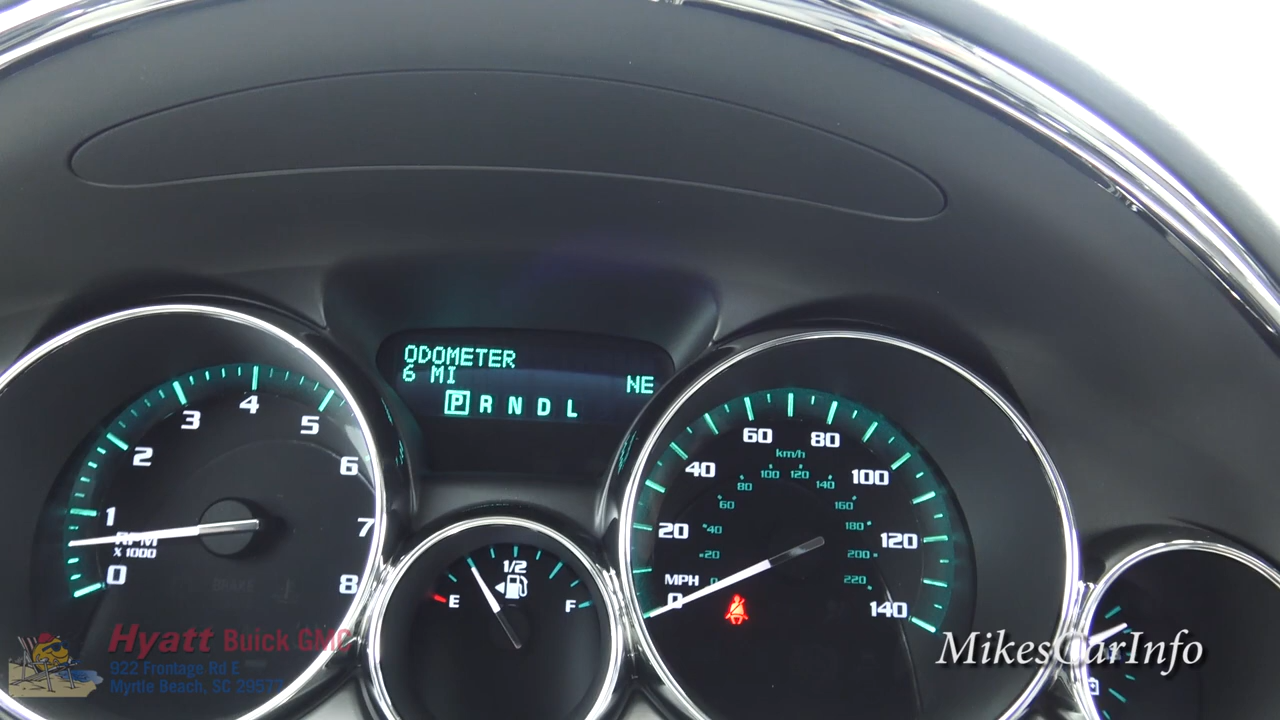 ODOMETER
6 MI
NE
P R N D L
0 1 2 3 4 5 6 7 8
RPM
X 1000
E 1/2 F
0 20 40 60 80 100 120 140
MPH
km/h
0 20 40 60 80 100 120 140 160 180 200 220
Hyatt Buick GMC
922 Frontage Rd E
Myrtle Beach, SC 29577
MikesCarInfo